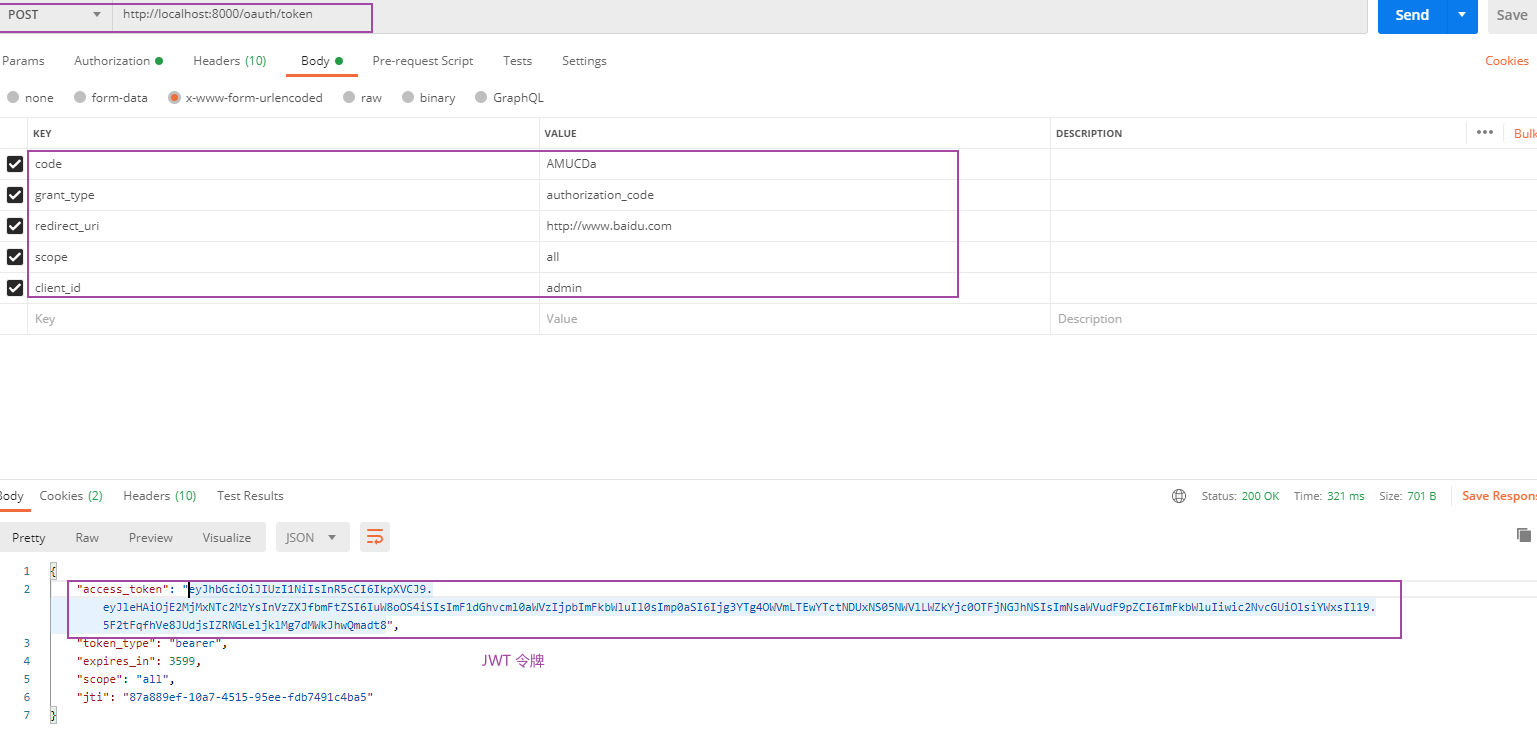 POST http://localhost:8000/oauth/token Send Save
Params Authorization Headers (10) Body Pre-request Script Tests Settings Cookies
none form-data x-www-form-urlencoded raw binary GraphQL
KEY VALUE DESCRIPTION ••• Bulk
code AMUCDa
grant_type authorization_code
redirect_uri http://www.baidu.com
scope all
client_id admin
Key Value Description
Body Cookies (2) Headers (10) Test Results Status: 200 OK Time: 321 ms Size: 701 B Save Respon
Pretty Raw Preview Visualize JSON
1 {
2 "access_token": "eyJhbGciOiJIUzI1NiIsInR5cCI6IkpXVCJ9.
eyJleHAiOjE2MjMxNTc2MzYsInVzZXJfbmFtZSI6IuW8oOS4iSIsImF1dGhvcml0aWVzIjpbImFkbWluIl0sImp0aSI6Ijg3YTg4OWVmLTEwYTctNDUxNS05NWVlLWZkYjc0OTFjNGJhNSIsImNsaWVudF9pZCI6ImFkbWluIiwic2NvcGUiOlsiYWxsIl19.
5F2tFqfhVe8JUdjsIZRNGLeljklMg7dMWkJhwQmadt8",
3 "token_type": "bearer",
4 "expires_in": 3599,
JWT 令牌
5 "scope": "all",
6 "jti": "87a889ef-10a7-4515-95ee-fdb7491c4ba5"
7 }